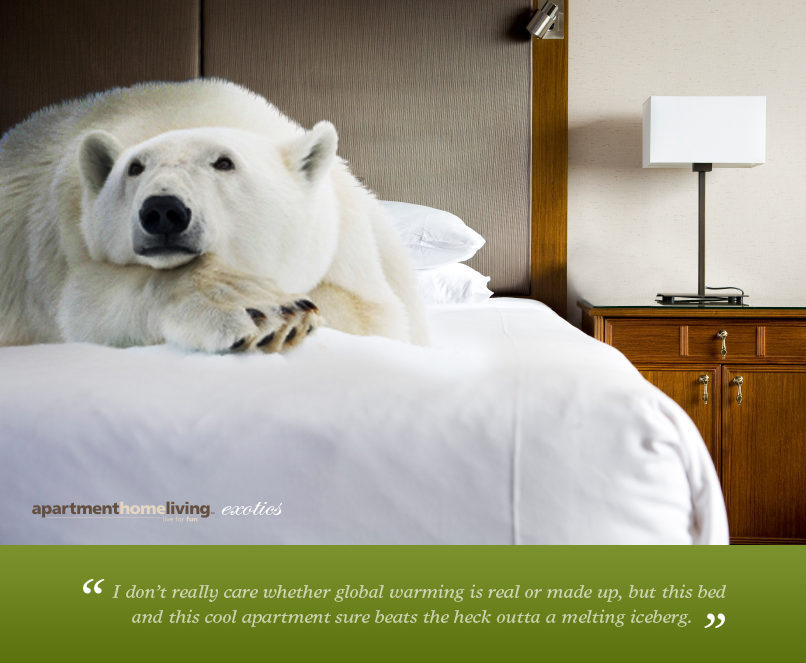 apartmenthomeliving™ exotics
live for fun
“ I don’t really care whether global warming is real or made up, but this bed
and this cool apartment sure beats the heck outta a melting iceberg. ”